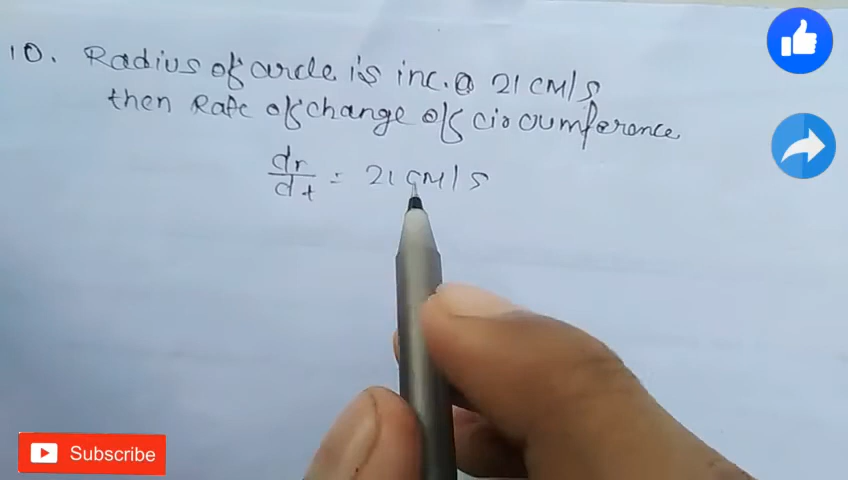 10. Radius of circle is inc. @ 21 CM/S
then Rate of change of circumference
dr/dt = 21 CM/S
Subscribe